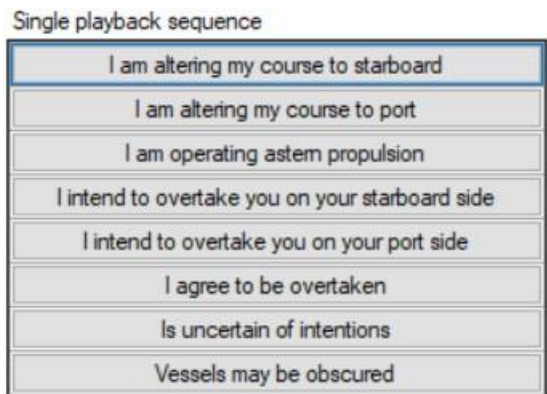 Single playback sequence
I am altering my course to starboard
I am altering my course to port
I am operating astern propulsion
I intend to overtake you on your starboard side
I intend to overtake you on your port side
I agree to be overtaken
Is uncertain of intentions
Vessels may be obscured